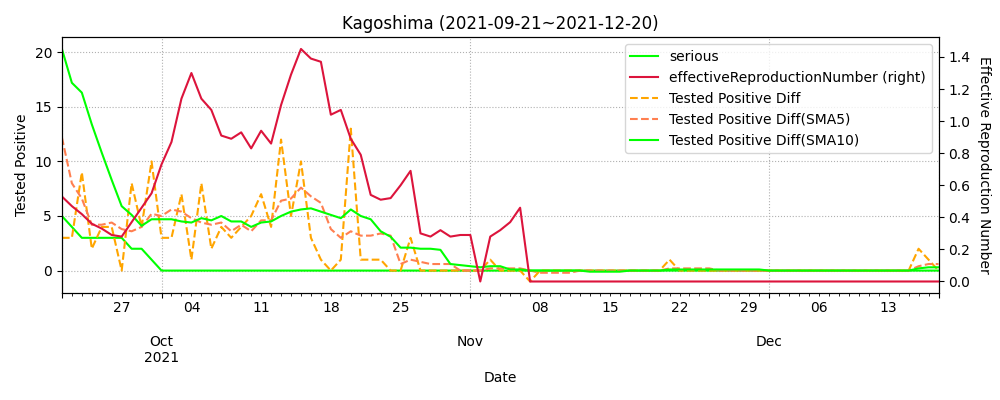 Kagoshima (2021-09-21~2021-12-20)
serious
effectiveReproductionNumber (right)
Tested Positive Diff
Tested Positive Diff(SMA5)
Tested Positive Diff(SMA10)
Tested Positive
20
15
10
5
0
Effective Reproduction Number
1.4
1.2
1.0
0.8
0.6
0.4
0.2
0.0
27 04 11 18 25 08 15 22 29 06 13
Oct Nov Dec
2021
Date